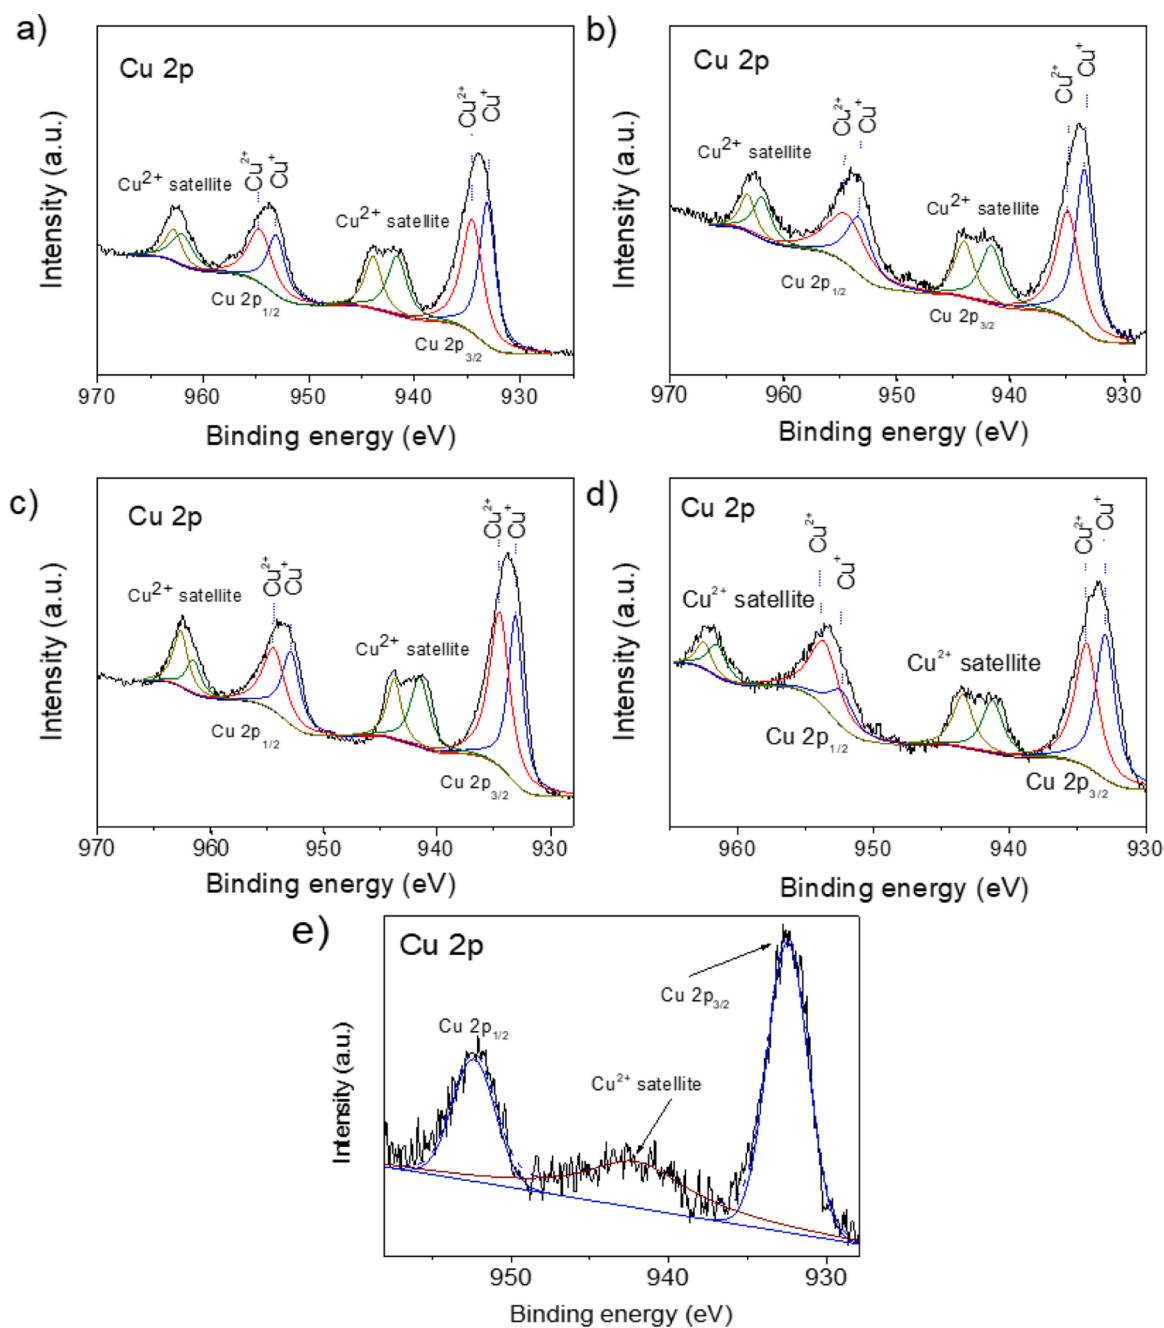 a)
Cu 2p
Cu2+ satellite
Cu2+
Cu+
Cu2+ satellite
Cu2+
Cu+
Cu 2p1/2
Cu 2p3/2
Intensity (a.u.)
970 960 950 940 930
Binding energy (eV)
b)
Cu 2p
Cu2+ satellite
Cu2+
Cu+
Cu2+ satellite
Cu2+
Cu+
Cu 2p1/2
Cu 2p3/2
Intensity (a.u.)
970 960 950 940 930
Binding energy (eV)
c)
Cu 2p
Cu2+ satellite
Cu2+
Cu+
Cu2+ satellite
Cu2+
Cu+
Cu 2p1/2
Cu 2p3/2
Intensity (a.u.)
970 960 950 940 930
Binding energy (eV)
d)
Cu 2p
Cu2+ satellite
Cu2+
Cu+
Cu2+ satellite
Cu2+
Cu+
Cu 2p1/2
Cu 2p3/2
Intensity (a.u.)
960 950 940 930
Binding energy (eV)
e)
Cu 2p
Cu 2p3/2
Cu 2p1/2
Cu2+ satellite
Intensity (a.u.)
950 940 930
Binding energy (eV)